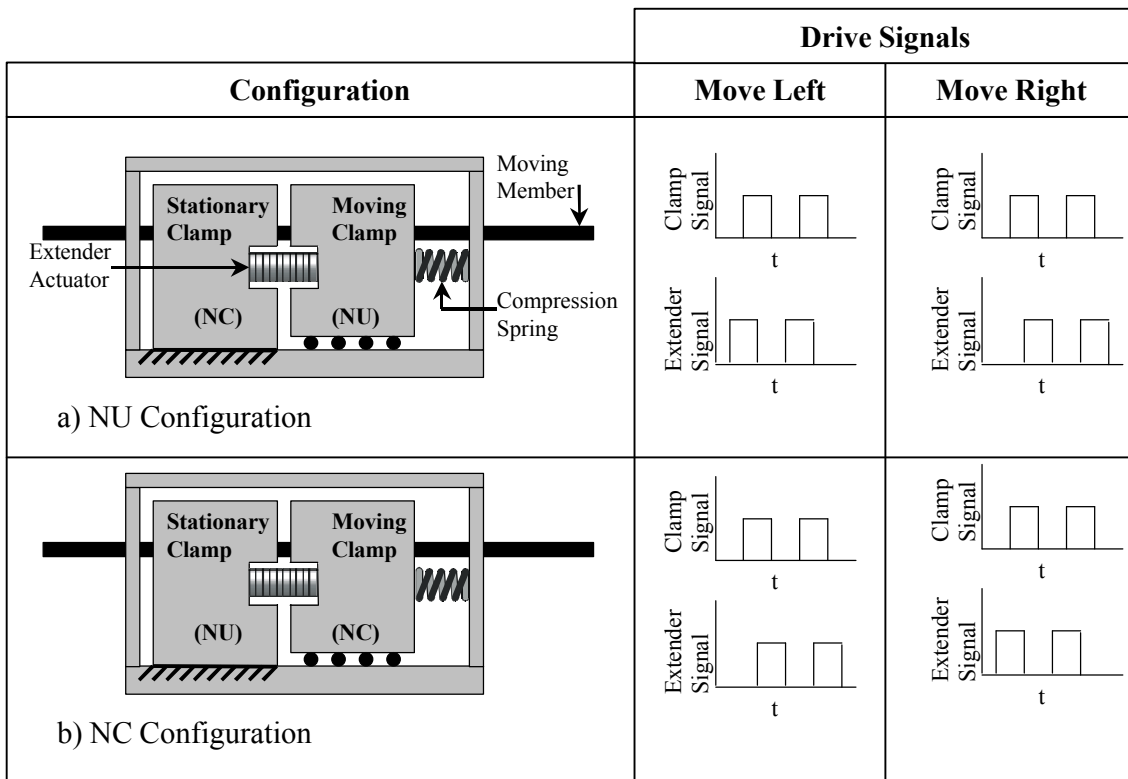 Drive Signals
Configuration
Move Left
Move Right
Stationary
Clamp
Moving
Clamp
Moving
Member
Extender
Actuator
(NC)
(NU)
Compression
Spring
a) NU Configuration
Clamp
Signal
t
Extender
Signal
t
Clamp
Signal
t
Extender
Signal
t
Stationary
Clamp
Moving
Clamp
(NU)
(NC)
b) NC Configuration
Clamp
Signal
t
Extender
Signal
t
Clamp
Signal
t
Extender
Signal
t